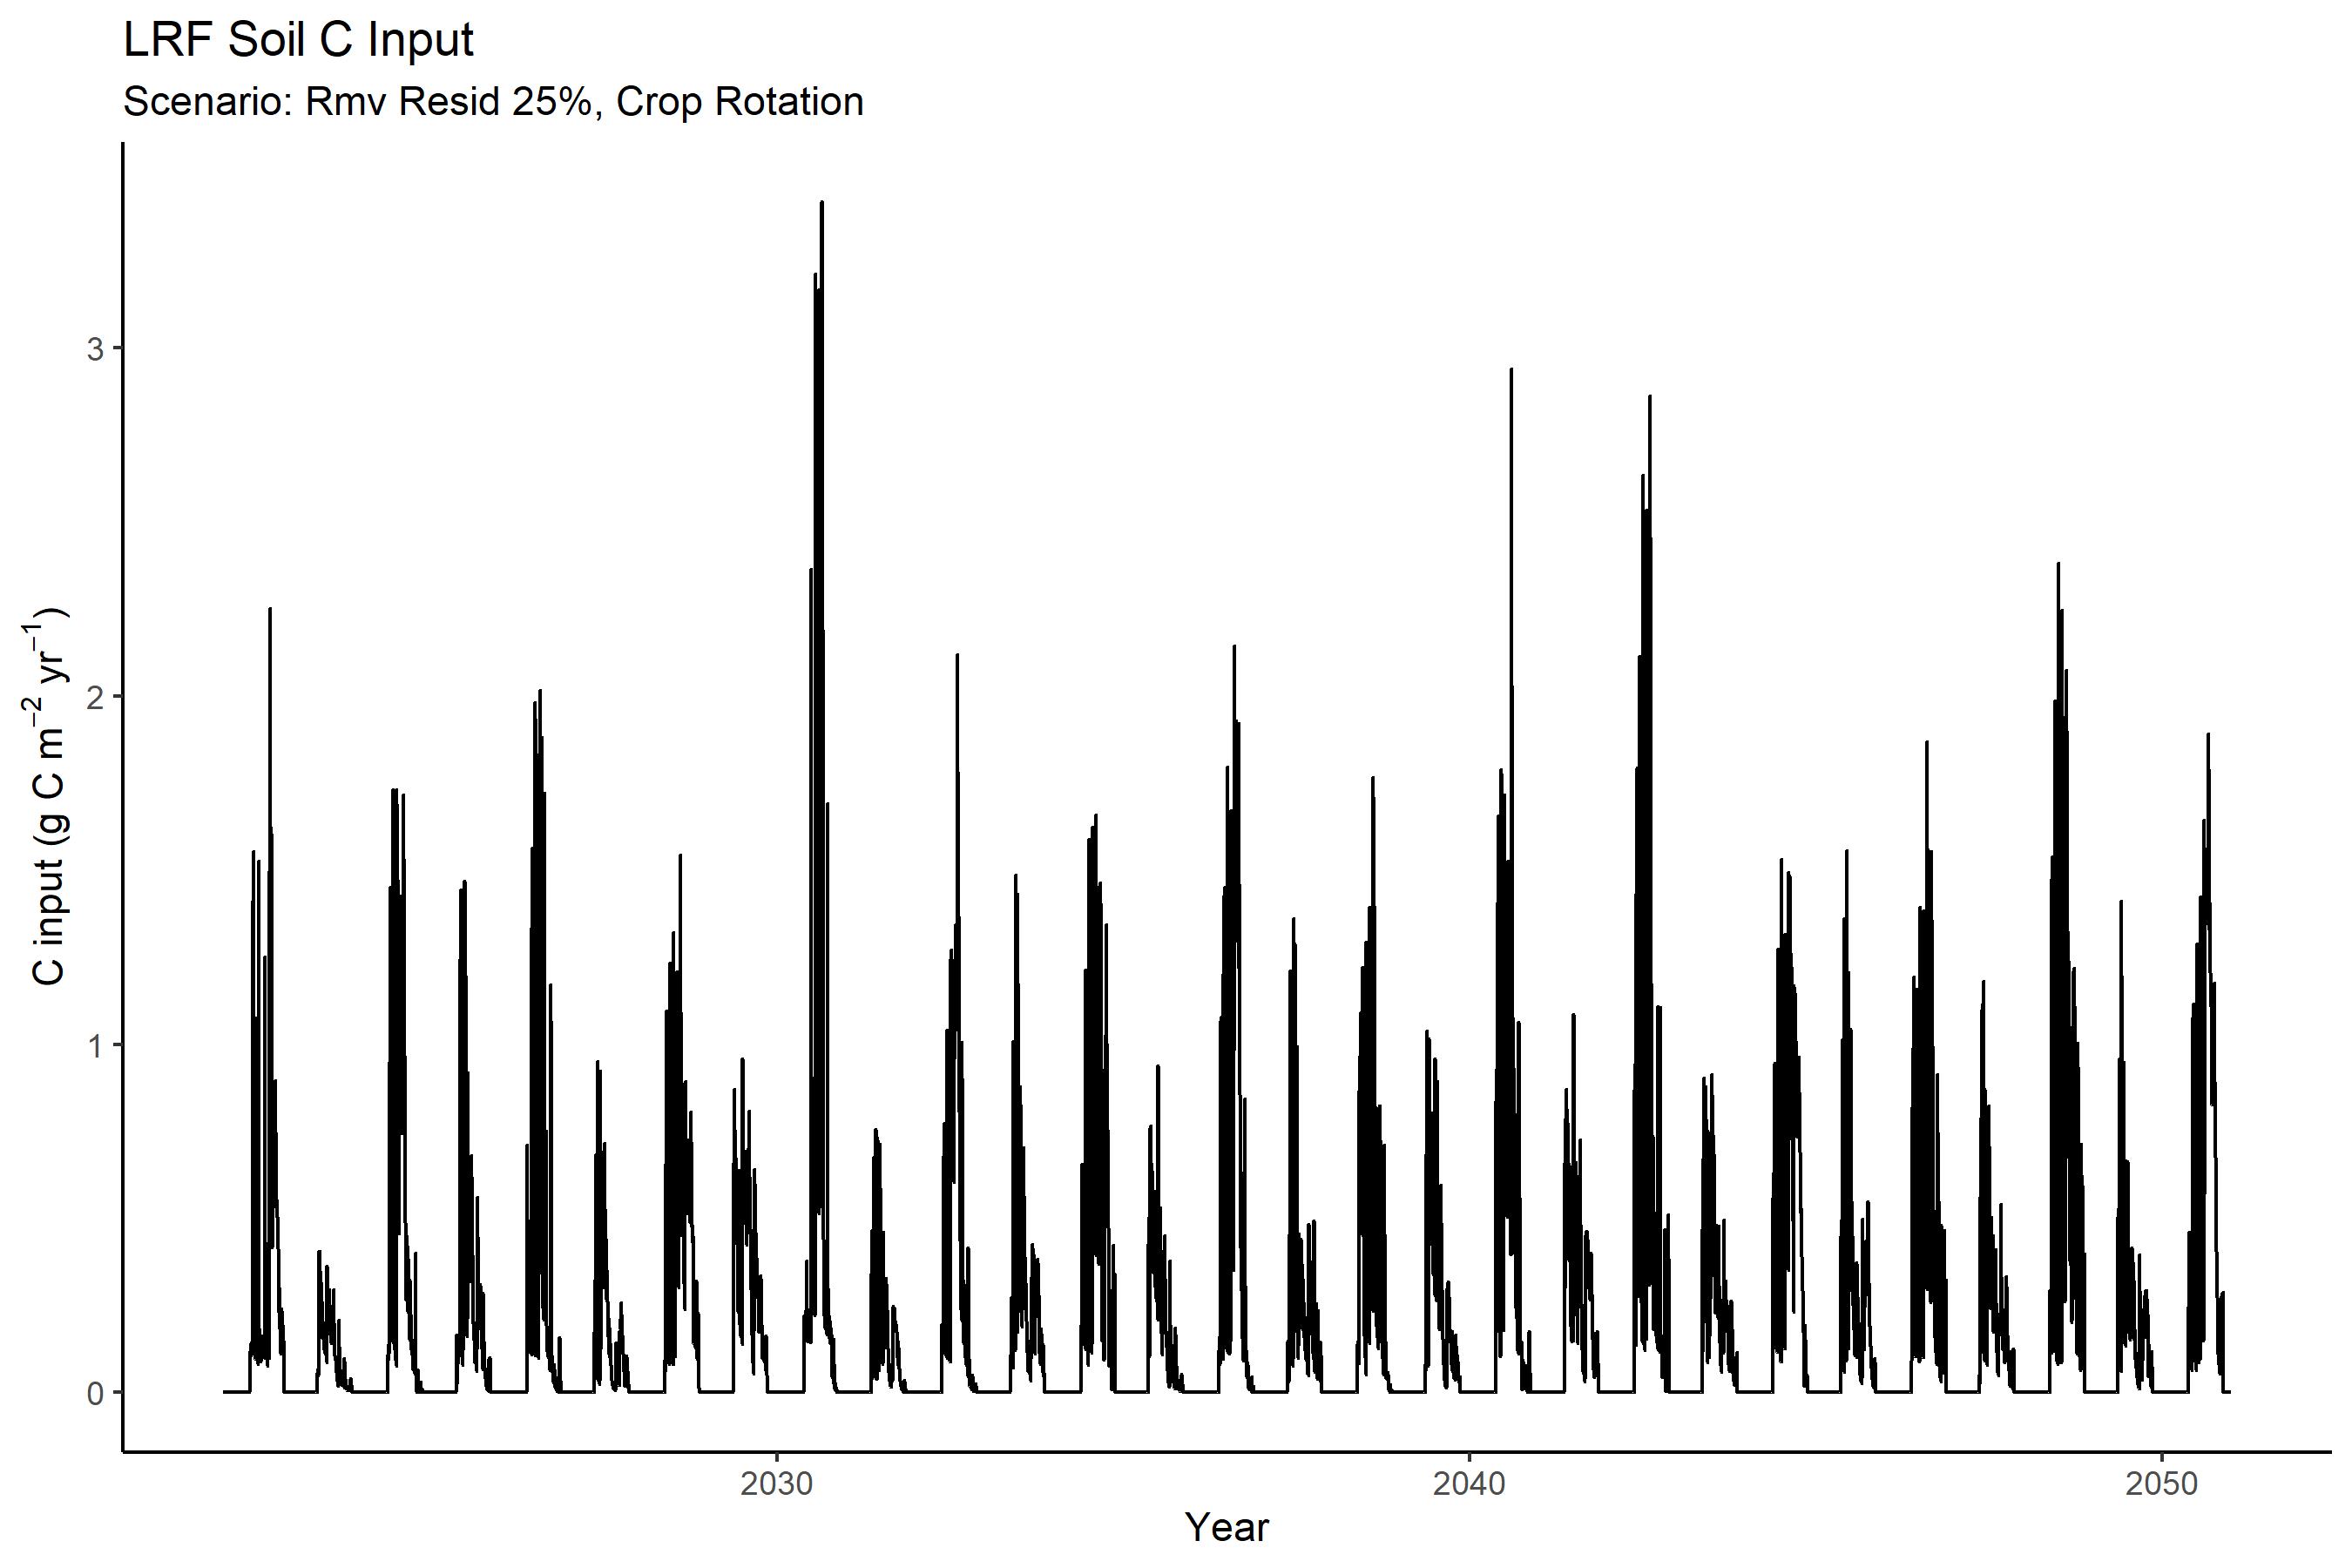 LRF Soil C Input
Scenario: Rmv Resid 25%, Crop Rotation
C input (g C m⁻² yr⁻¹)
3
2
1
0
2030 2040 2050
Year